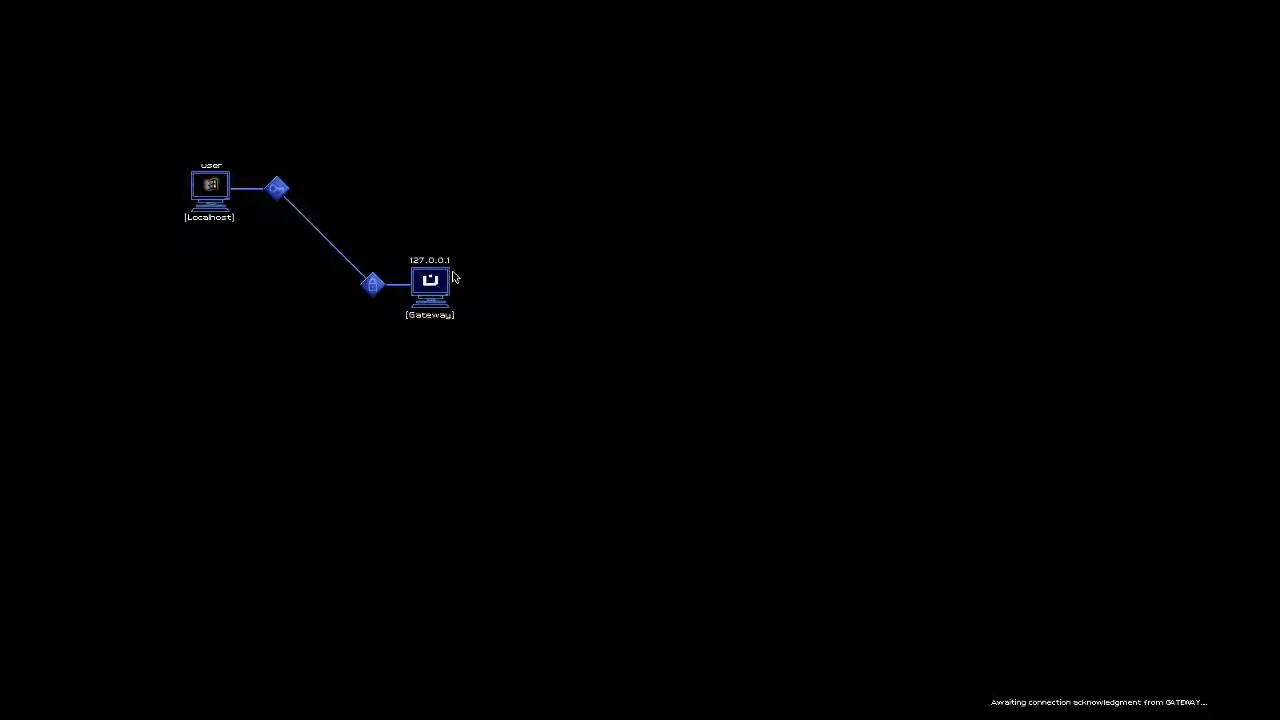 user
[Localhost]
127.0.0.1
[Gateway]
Awaiting connection acknowledgment from GATEWAY...